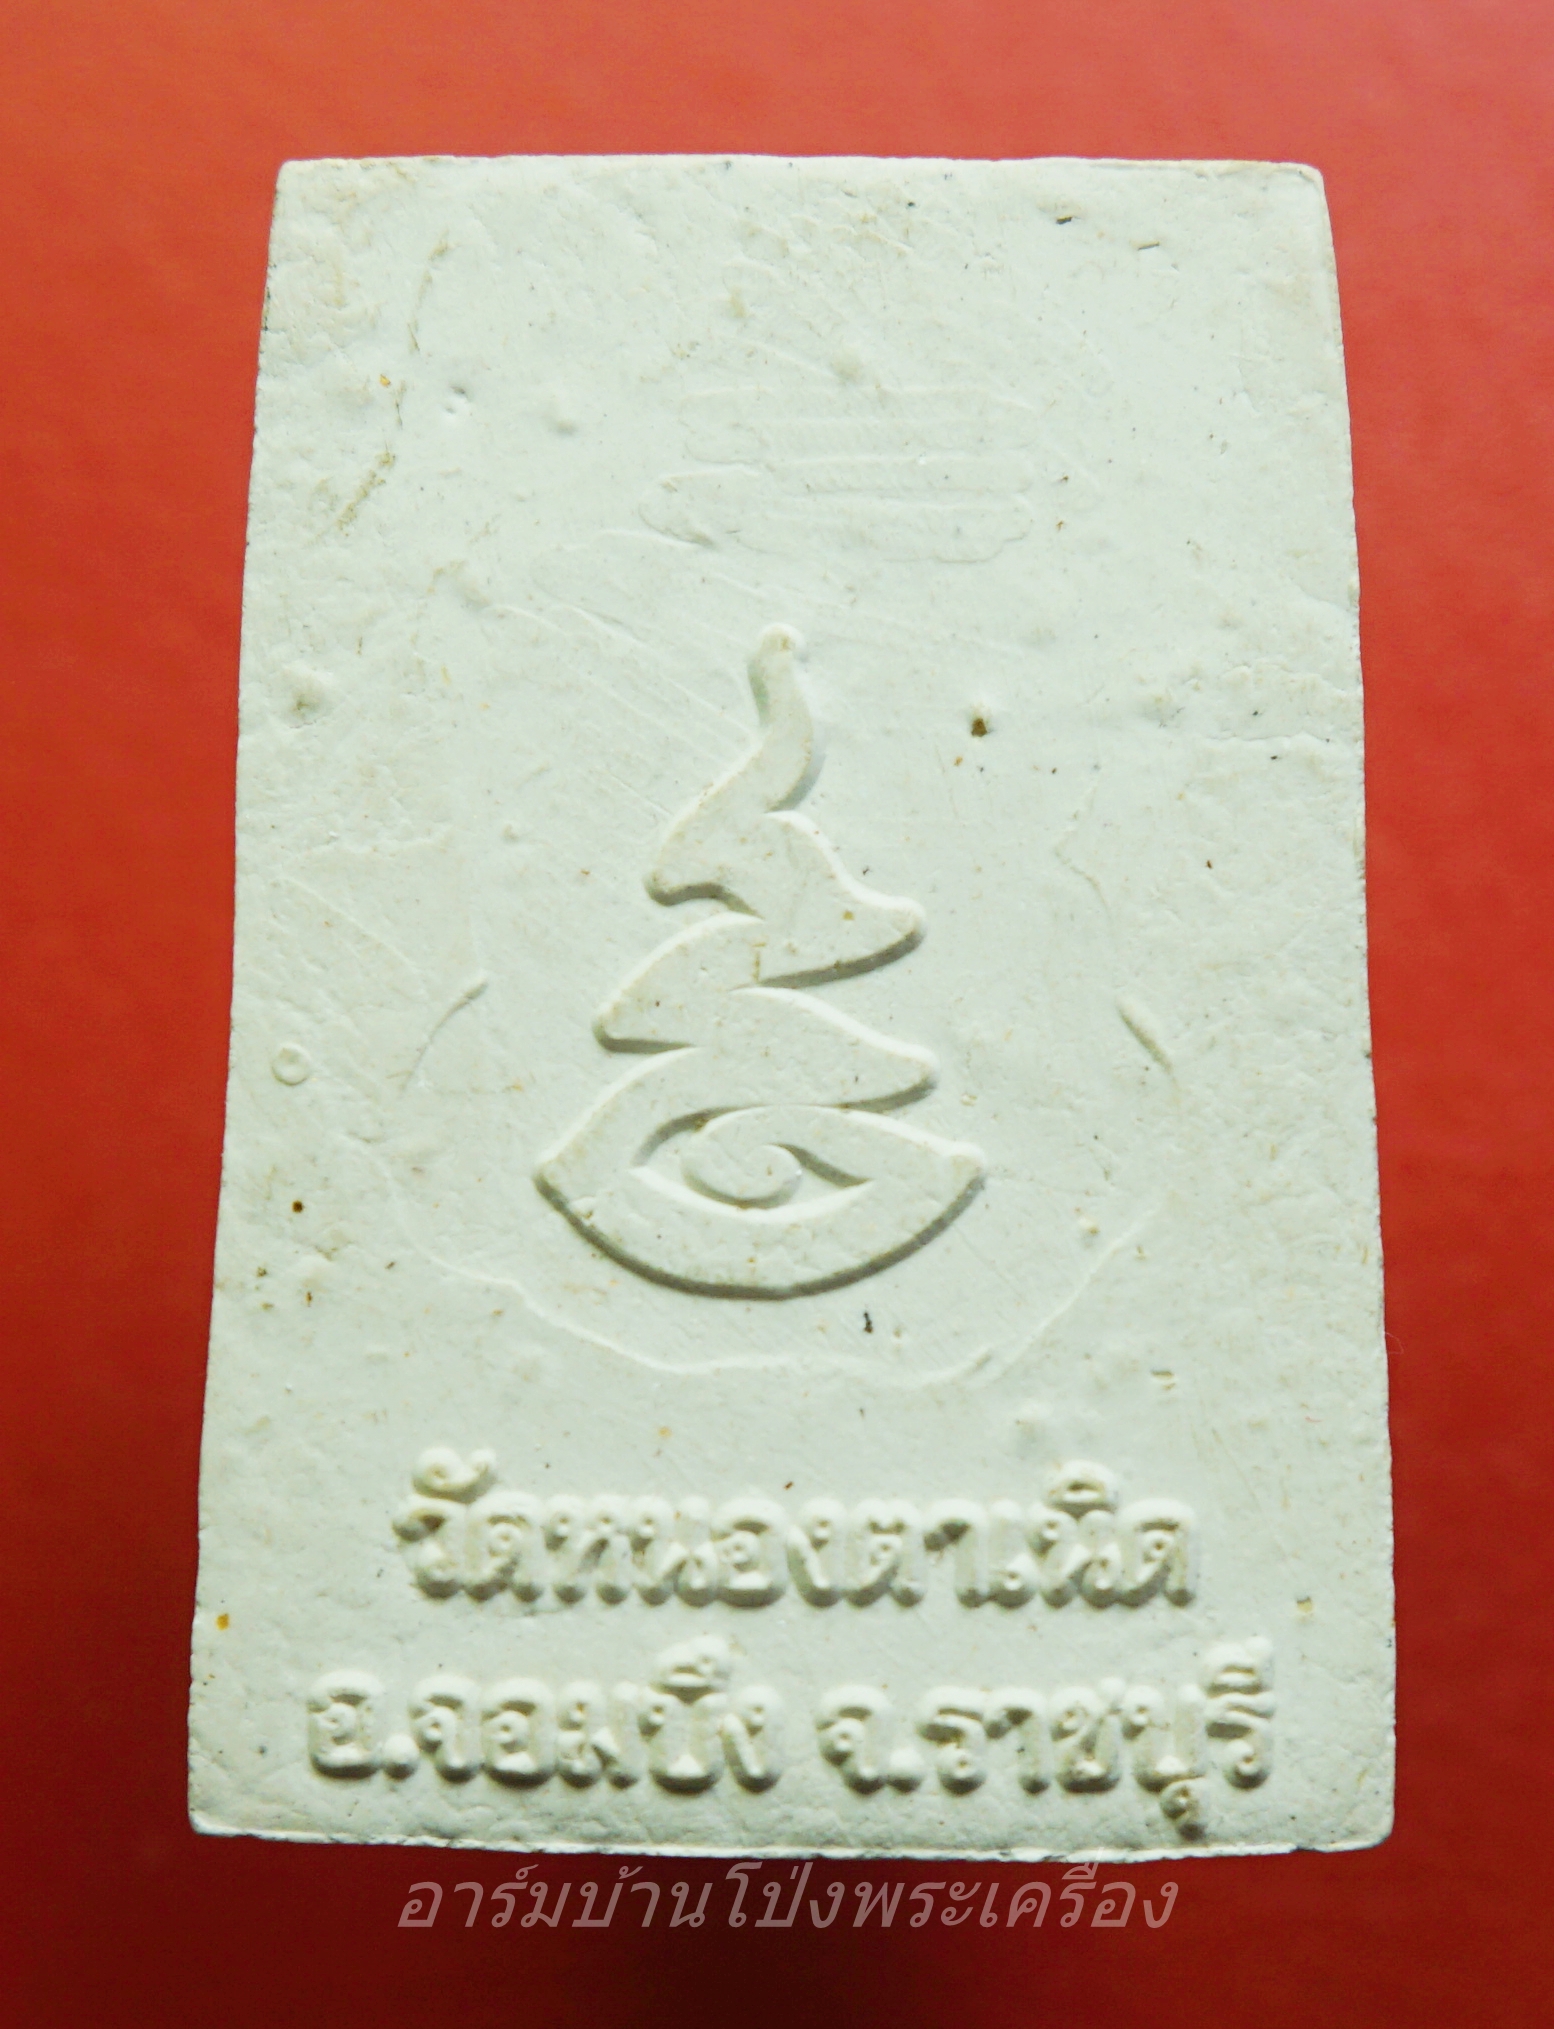 วัดหนองตาเนิด
อ.จอมบึง จ.ราชบุรี
อาร์มบ้านโป่งพระเครื่อง